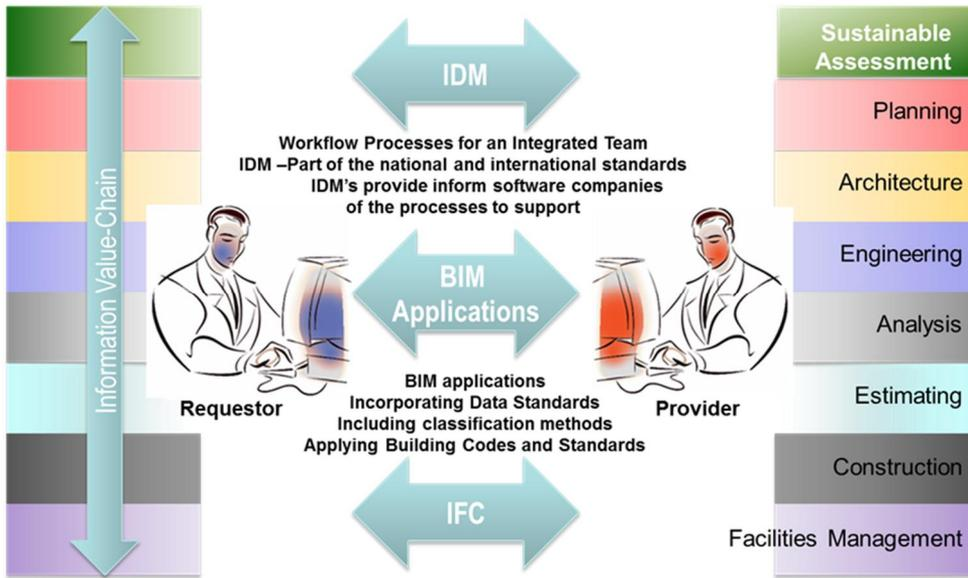 Information Value-Chain
IDM
Workflow Processes for an Integrated Team
IDM –Part of the national and international standards
IDM's provide inform software companies
of the processes to support
BIM
Applications
Requestor
Provider
BIM applications
Incorporating Data Standards
Including classification methods
Applying Building Codes and Standards
IFC
Sustainable
Assessment
Planning
Architecture
Engineering
Analysis
Estimating
Construction
Facilities Management